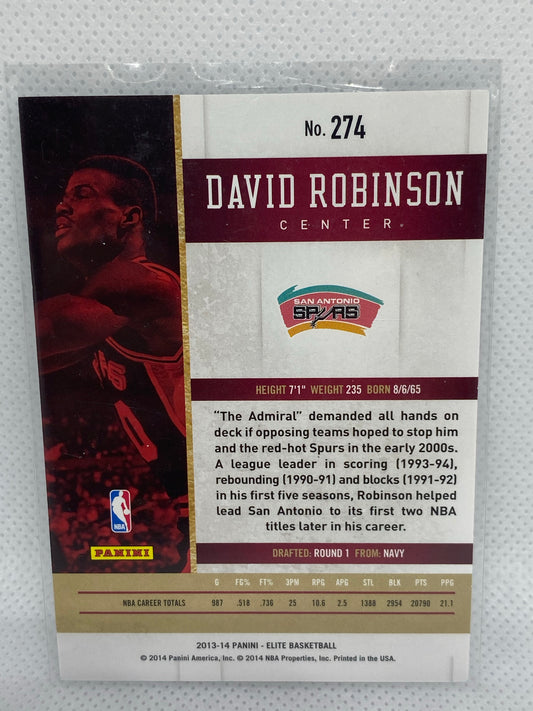 No. 274
DAVID ROBINSON
CENTER
SAN ANTONIO
SPURS
HEIGHT 7'1" WEIGHT 235 BORN 8/6/65
"The Admiral" demanded all hands on
deck if opposing teams hoped to stop him
and the red-hot Spurs in the early 2000s.
A league leader in scoring (1993-94),
rebounding (1990-91) and blocks (1991-92)
in his first five seasons, Robinson helped
lead San Antonio to its first two NBA
titles later in his career.
NBA
PANINI
DRAFTED: ROUND 1 FROM: NAVY
G FG% FT% 3PM RPG APG STL BLK PTS PPG
NBA CAREER TOTALS 987 .518 .736 25 10.6 2.5 1388 2954 20790 21.1
2013-14 PANINI - ELITE BASKETBALL
© 2014 Panini America, Inc. © 2014 NBA Properties, Inc. Printed in the USA.